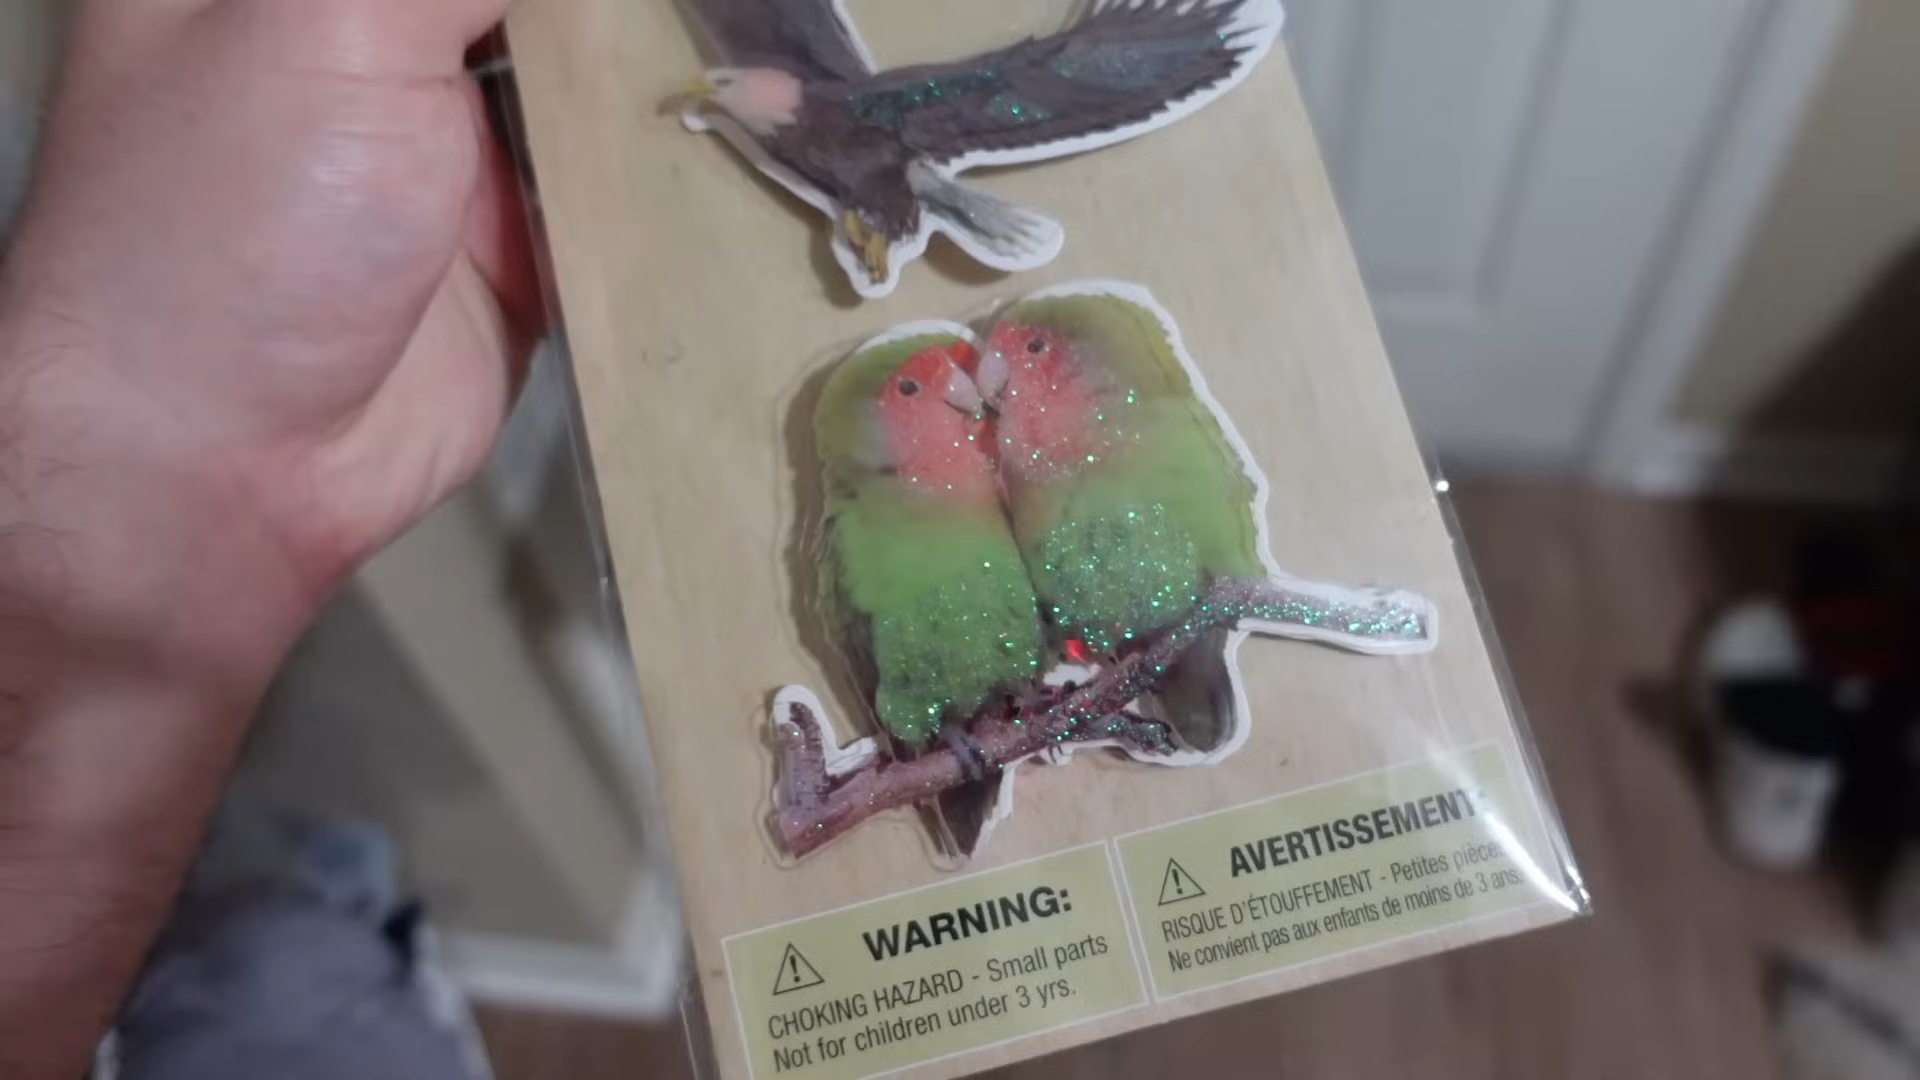 WARNING:
CHOKING HAZARD - Small parts
Not for children under 3 yrs.
AVERTISSEMENT:
RISQUE D'ÉTOUFFEMENT - Petites pièces
Ne convient pas aux enfants de moins de 3 ans.